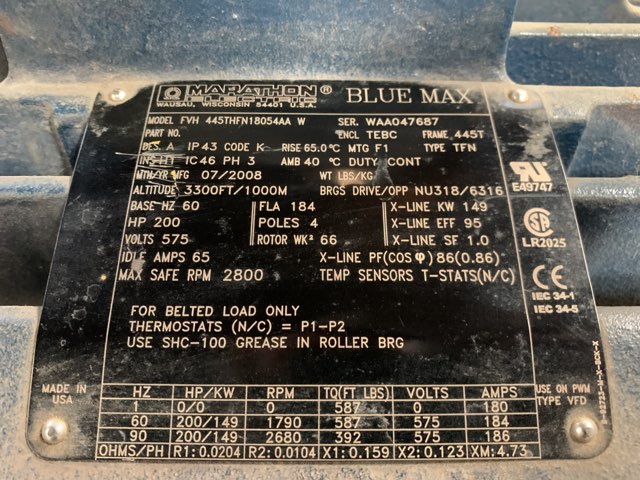 MARATHON® BLUE MAX
ELECTRIC
WAUSAU, WISCONSIN 54401 U.S.A.
MODEL FVH 445THFN18054AA W SER. WAA047687
PART NO. ENCL TEBC FRAME 445T
DES. A IP 43 CODE K RISE 65.0°C MTG F1 TYPE TFN
INS H1 IC46 PH 3 AMB 40 °C DUTY CONT
MTH/YR MFG 07/2008 WT LBS/KG
ALTITUDE 3300FT/1000M BRGS DRIVE/OPP NU318/6316
BASE HZ 60 FLA 184 X-LINE KW 149
HP 200 POLES 4 X-LINE EFF 95
VOLTS 575 ROTOR WK² 66 X-LINE SF 1.0
IDLE AMPS 65 X-LINE PF(COS φ) 86(0.86)
MAX SAFE RPM 2800 TEMP SENSORS T-STATS(N/C)
FOR BELTED LOAD ONLY
THERMOSTATS (N/C) = P1-P2
USE SHC-100 GREASE IN ROLLER BRG
E49747
LR2025
CE
IEC 34-1
IEC 34-5
MADE IN
USA
HZ HP/KW RPM TQ(FT LBS) VOLTS AMPS
1 0/0 0 587 0 180
60 200/149 1790 587 575 184
90 200/149 2680 392 575 186
OHMS/PH R1: 0.0204 R2: 0.0104 X1: 0.159 X2: 0.123 XM: 4.73
USE ON PWM
TYPE VFD